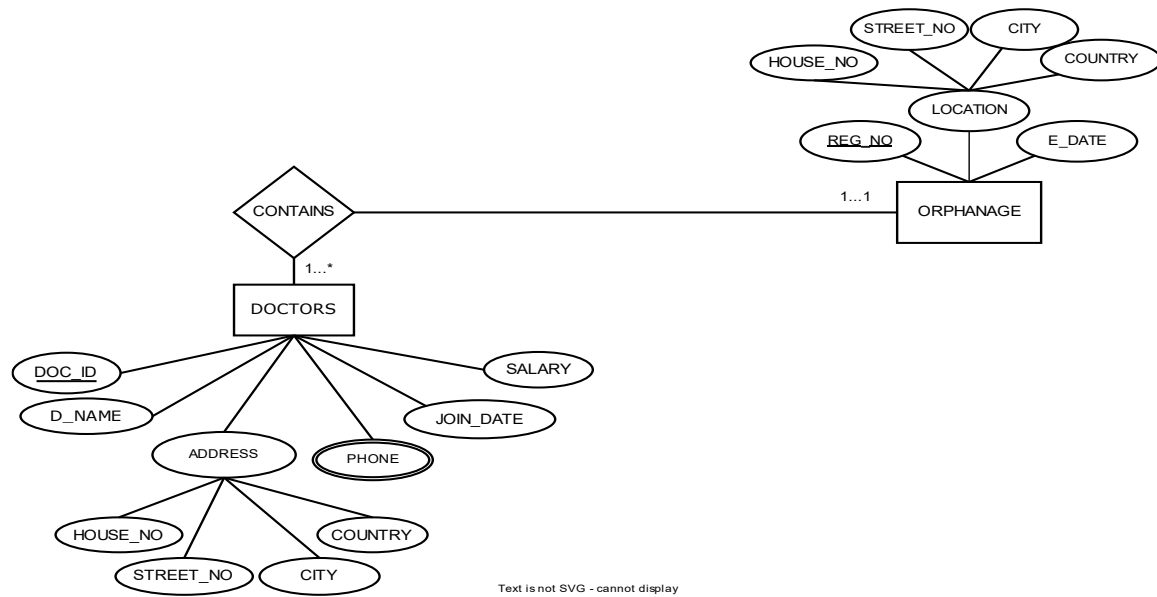 STREET_NO
CITY
HOUSE_NO
COUNTRY
LOCATION
REG_NO
E_DATE
CONTAINS
1...1
ORPHANAGE
1...*
DOCTORS
DOC_ID
SALARY
D_NAME
JOIN_DATE
ADDRESS
PHONE
HOUSE_NO
COUNTRY
STREET_NO
CITY
Text is not SVG - cannot display